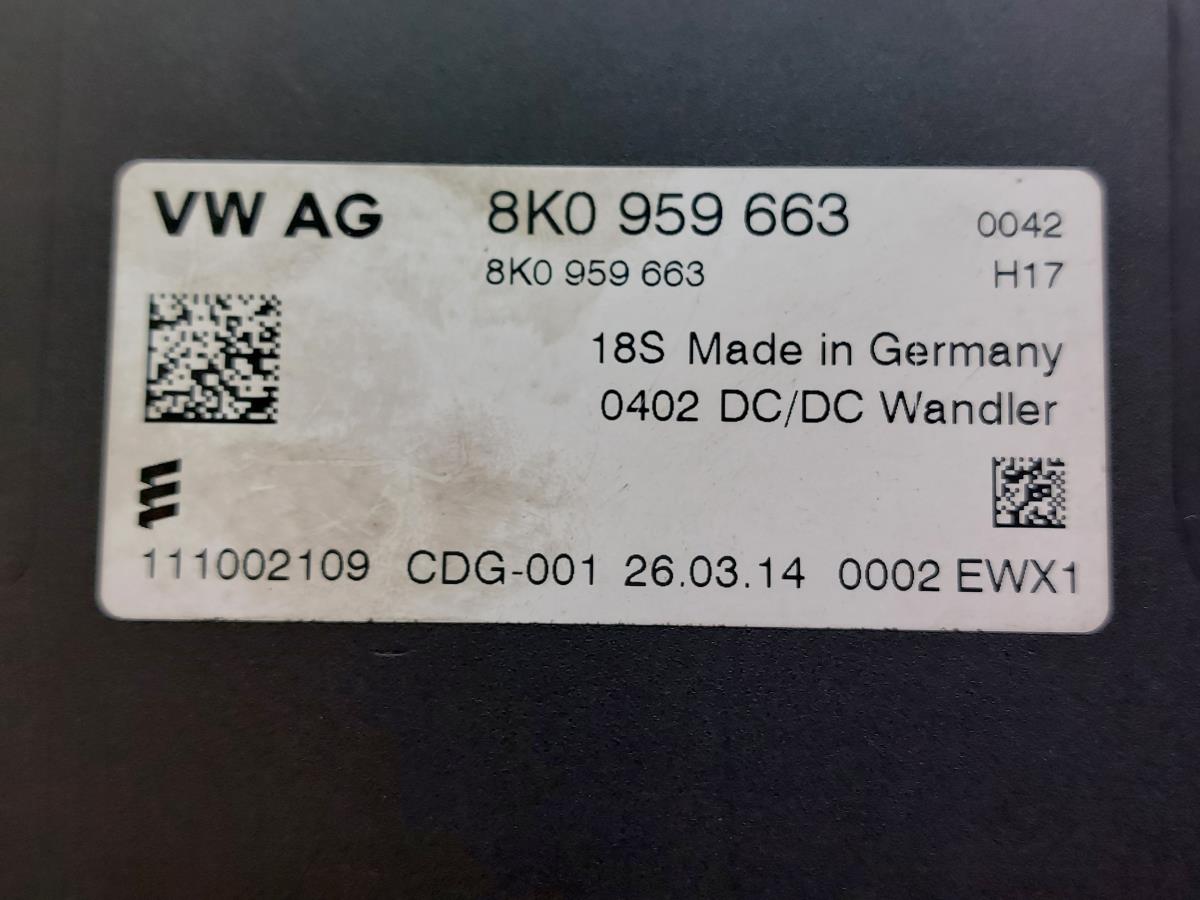 VW AG 8K0 959 663 0042
8K0 959 663 H17
18S Made in Germany
0402 DC/DC Wandler
111002109 CDG-001 26.03.14 0002 EWX1